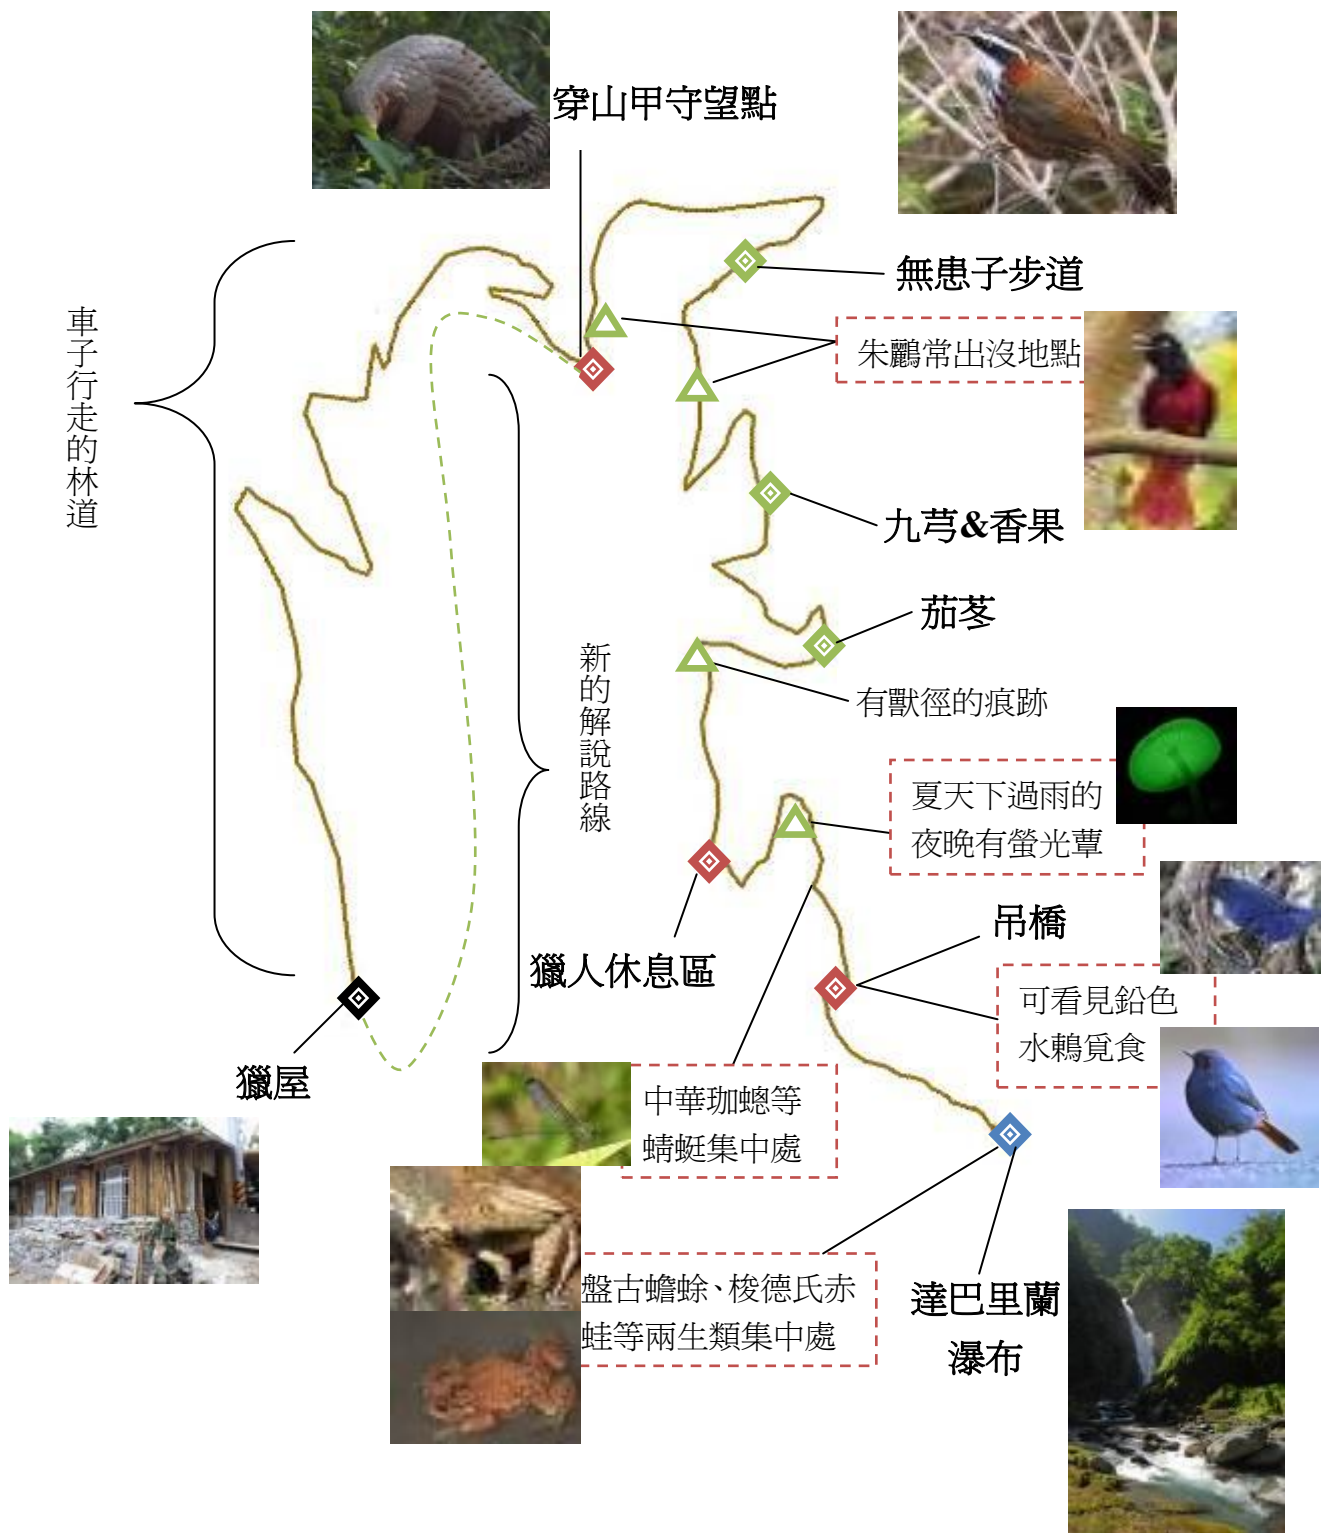 穿山甲守望點
無患子步道
車子行走的林道
朱鸝常出沒地點
九芎&香果
茄苳
新的解說路線
有獸徑的痕跡
夏天下過雨的
夜晚有螢光蕈
吊橋
獵人休息區
可看見鉛色
水鶇覓食
獵屋
中華珈蟌等
蜻蜓集中處
盤古蟾蜍、梭德氏赤
蛙等兩生類集中處
達巴里蘭
瀑布